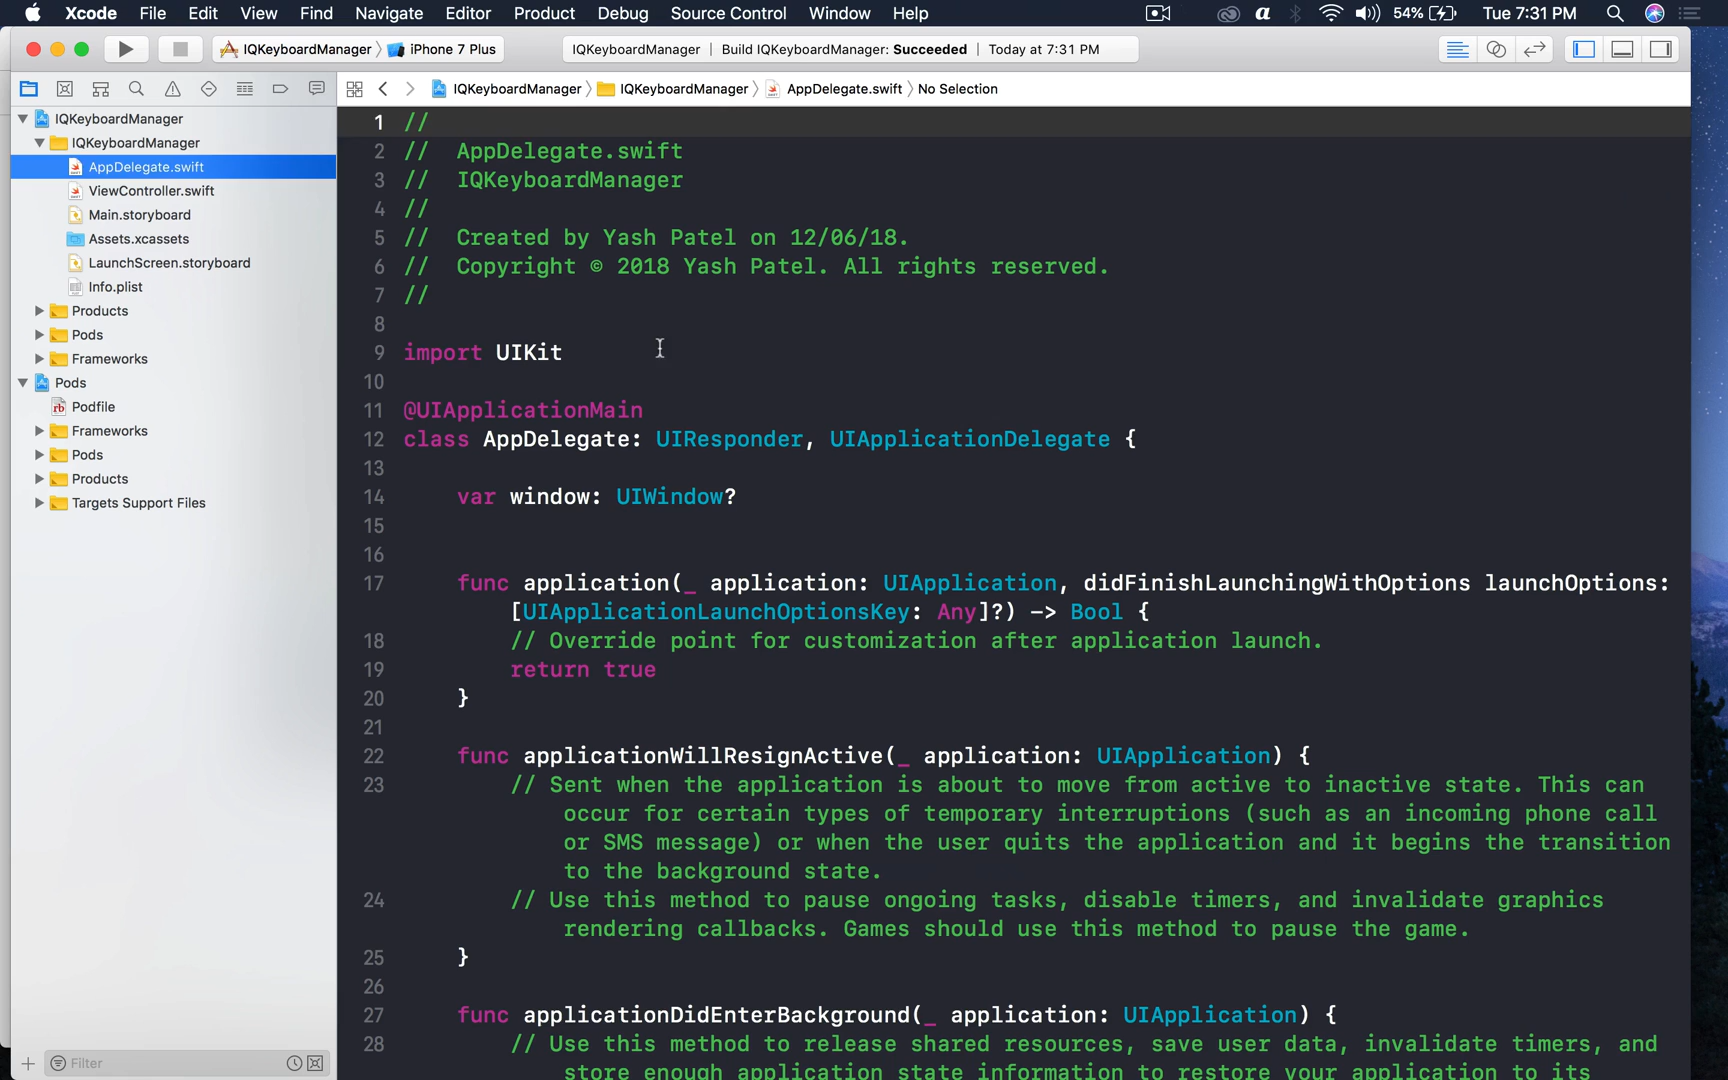 Xcode File Edit View Find Navigate Editor Product Debug Source Control Window Help 54% Tue 7:31 PM
IQKeyboardManager iPhone 7 Plus IQKeyboardManager | Build IQKeyboardManager: Succeeded | Today at 7:31 PM
IQKeyboardManager IQKeyboardManager AppDelegate.swift No Selection
IQKeyboardManager
IQKeyboardManager
AppDelegate.swift
ViewController.swift
Main.storyboard
Assets.xcassets
LaunchScreen.storyboard
Info.plist
Products
Pods
Frameworks
Pods
Podfile
Frameworks
Pods
Products
Targets Support Files
Filter
1 //
2 //  AppDelegate.swift
3 //  IQKeyboardManager
4 //
5 //  Created by Yash Patel on 12/06/18.
6 //  Copyright © 2018 Yash Patel. All rights reserved.
7 //
8
9 import UIKit
10
11 @UIApplicationMain
12 class AppDelegate: UIResponder, UIApplicationDelegate {
13
14     var window: UIWindow?
15
16
17     func application(_ application: UIApplication, didFinishLaunchingWithOptions launchOptions:
[UIApplicationLaunchOptionsKey: Any]?) -> Bool {
18         // Override point for customization after application launch.
19         return true
20     }
21
22     func applicationWillResignActive(_ application: UIApplication) {
23         // Sent when the application is about to move from active to inactive state. This can
occur for certain types of temporary interruptions (such as an incoming phone call
or SMS message) or when the user quits the application and it begins the transition
to the background state.
24         // Use this method to pause ongoing tasks, disable timers, and invalidate graphics
rendering callbacks. Games should use this method to pause the game.
25     }
26
27     func applicationDidEnterBackground(_ application: UIApplication) {
28         // Use this method to release shared resources, save user data, invalidate timers, and
store enough application state information to restore your application to its